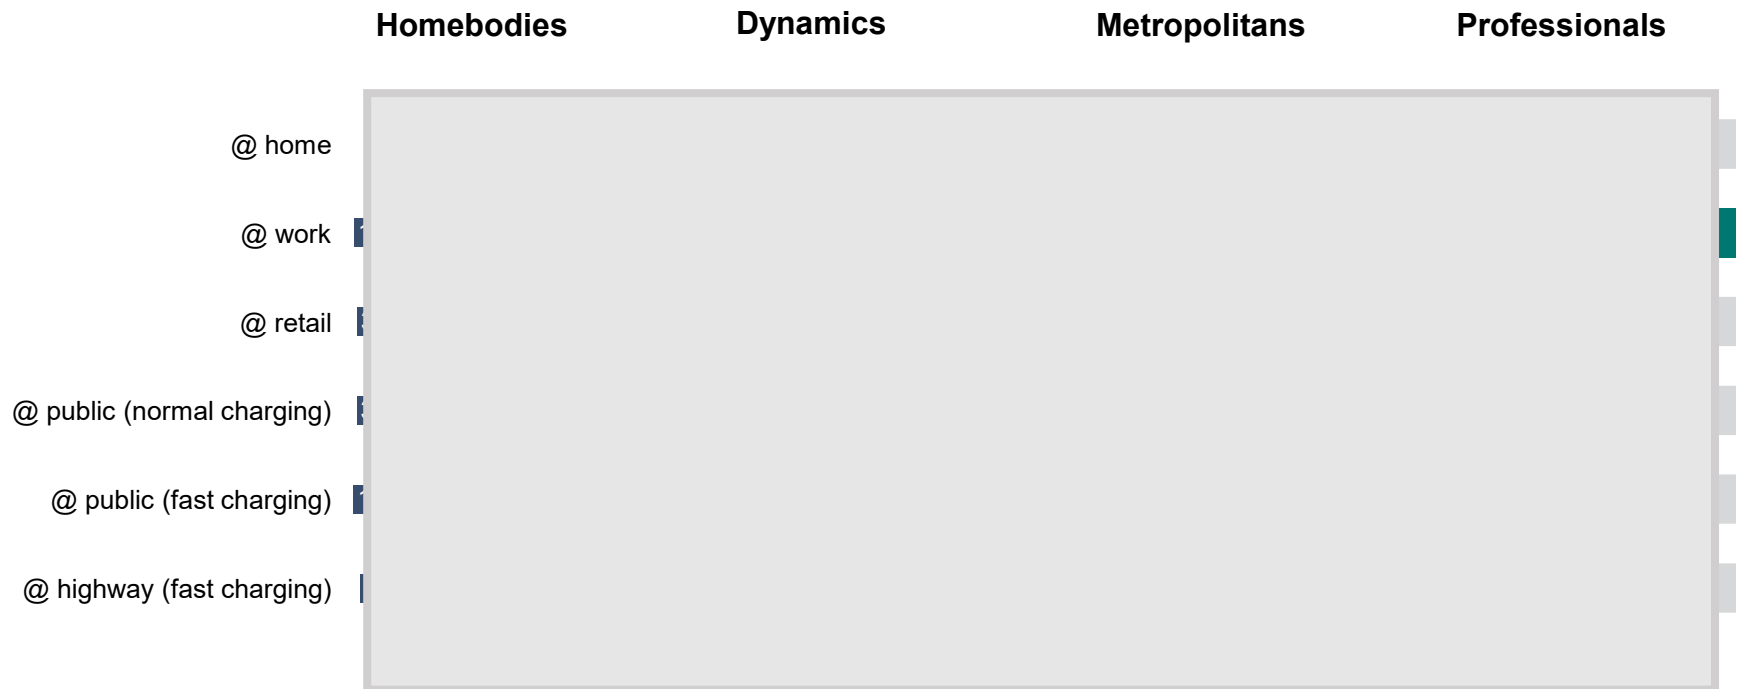 Homebodies Dynamics Metropolitans Professionals
@ home
@ work
@ retail
@ public (normal charging)
@ public (fast charging)
@ highway (fast charging)